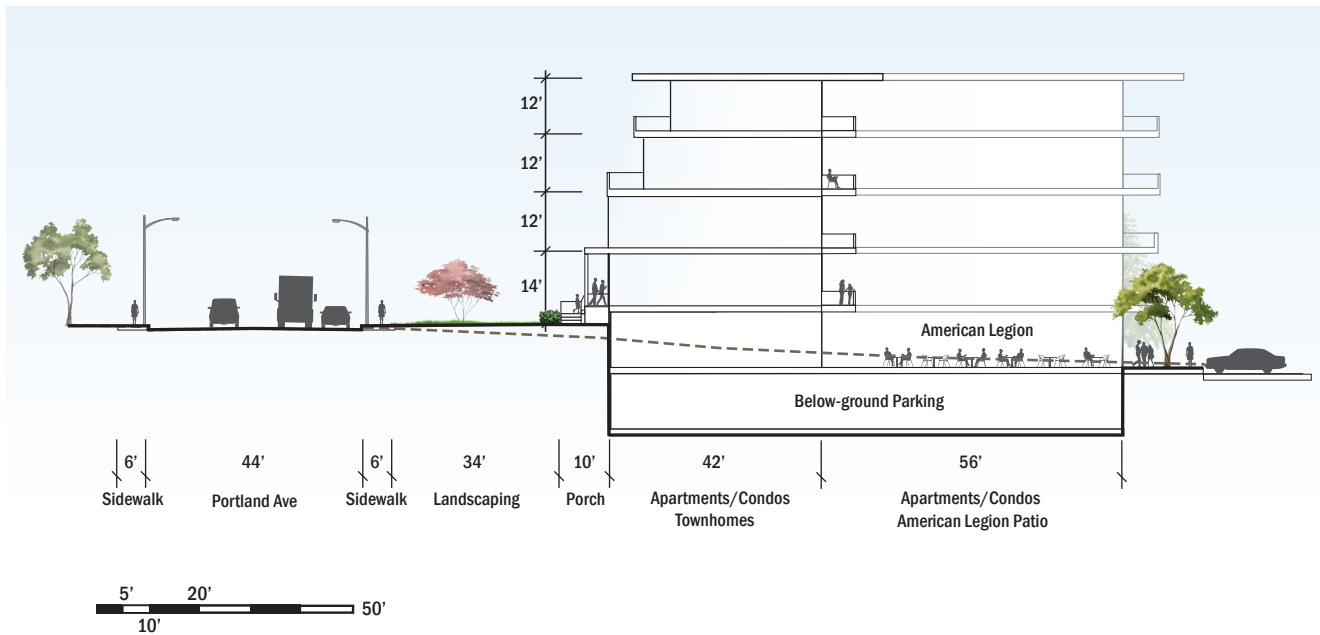 12’
12’
12’
14’
American Legion
Below-ground Parking
6’
44’
6’
34’
10’
42’
56’
Sidewalk
Portland Ave
Sidewalk
Landscaping
Porch
Apartments/Condos
Townhomes
Apartments/Condos
American Legion Patio
5’
20’
50’
10’